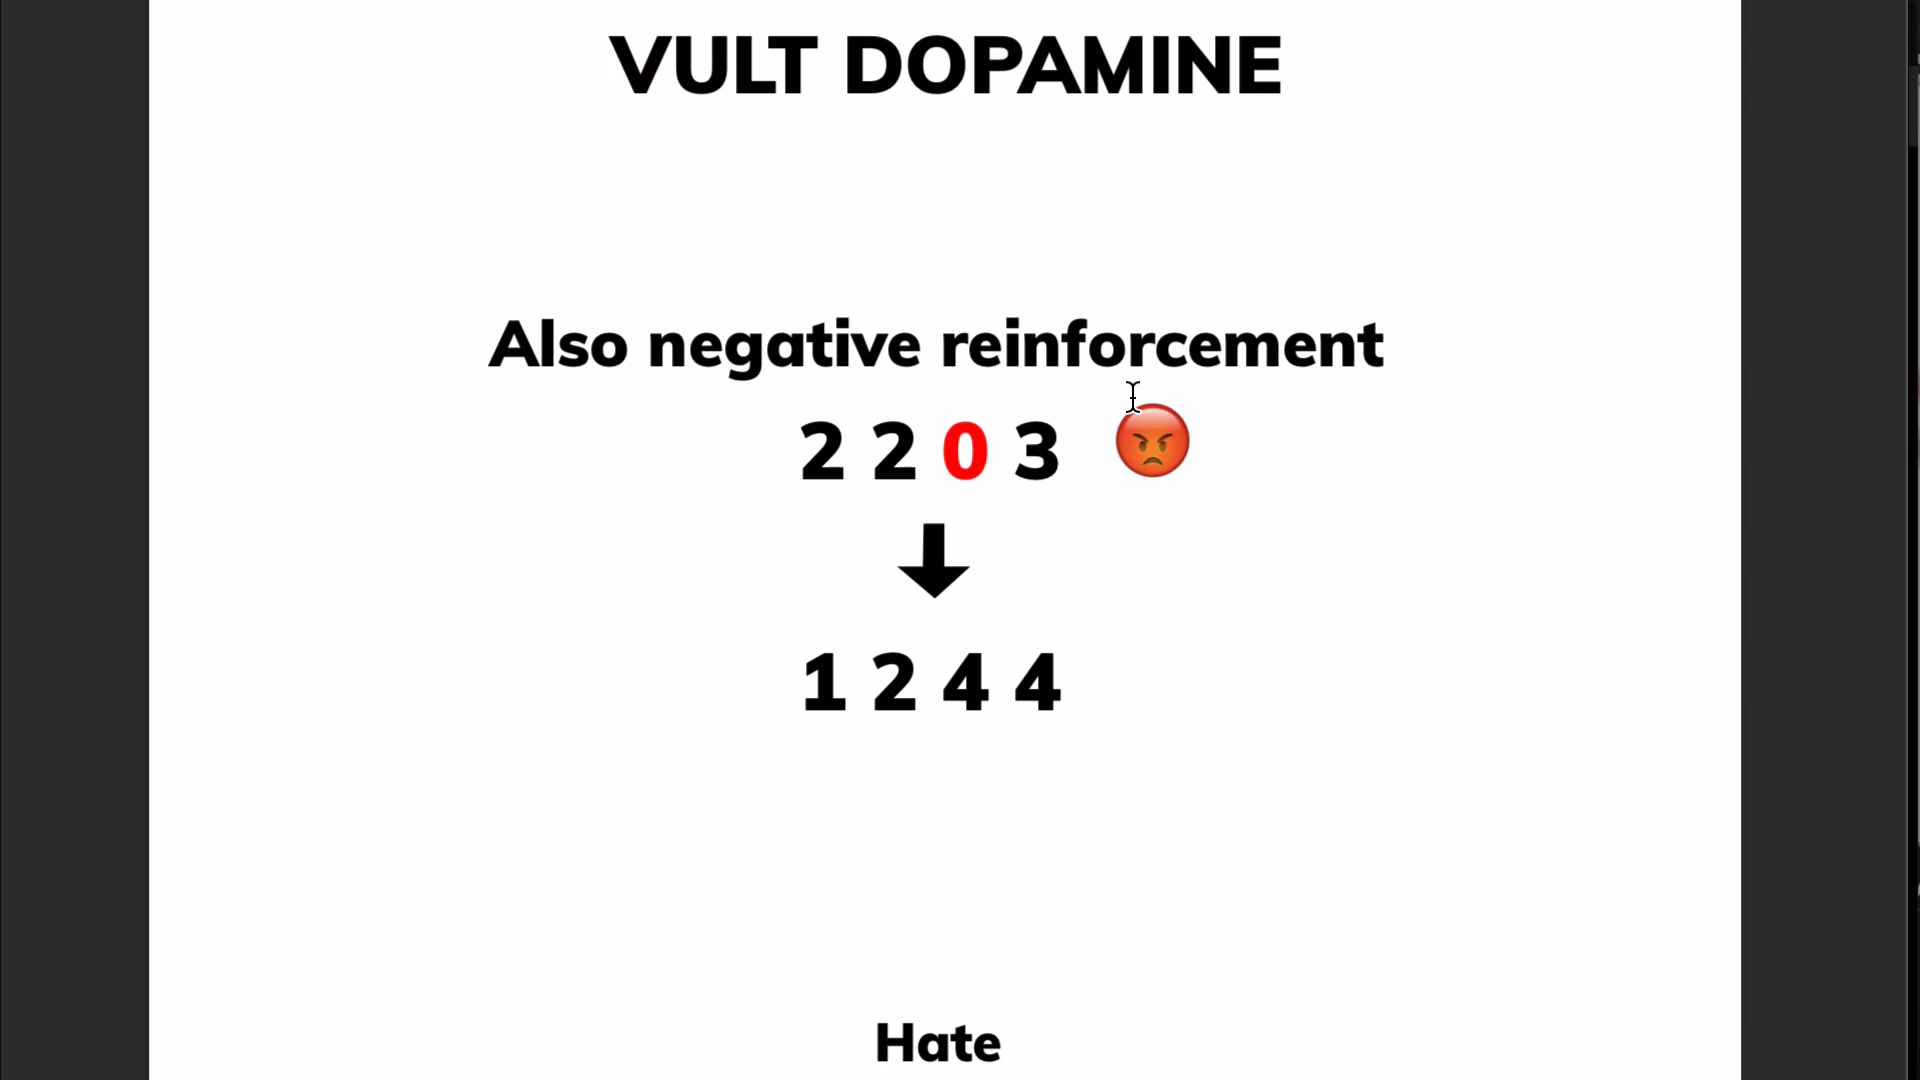 VULT DOPAMINE
Also negative reinforcement
2 2 0 3
1 2 4 4
Hate